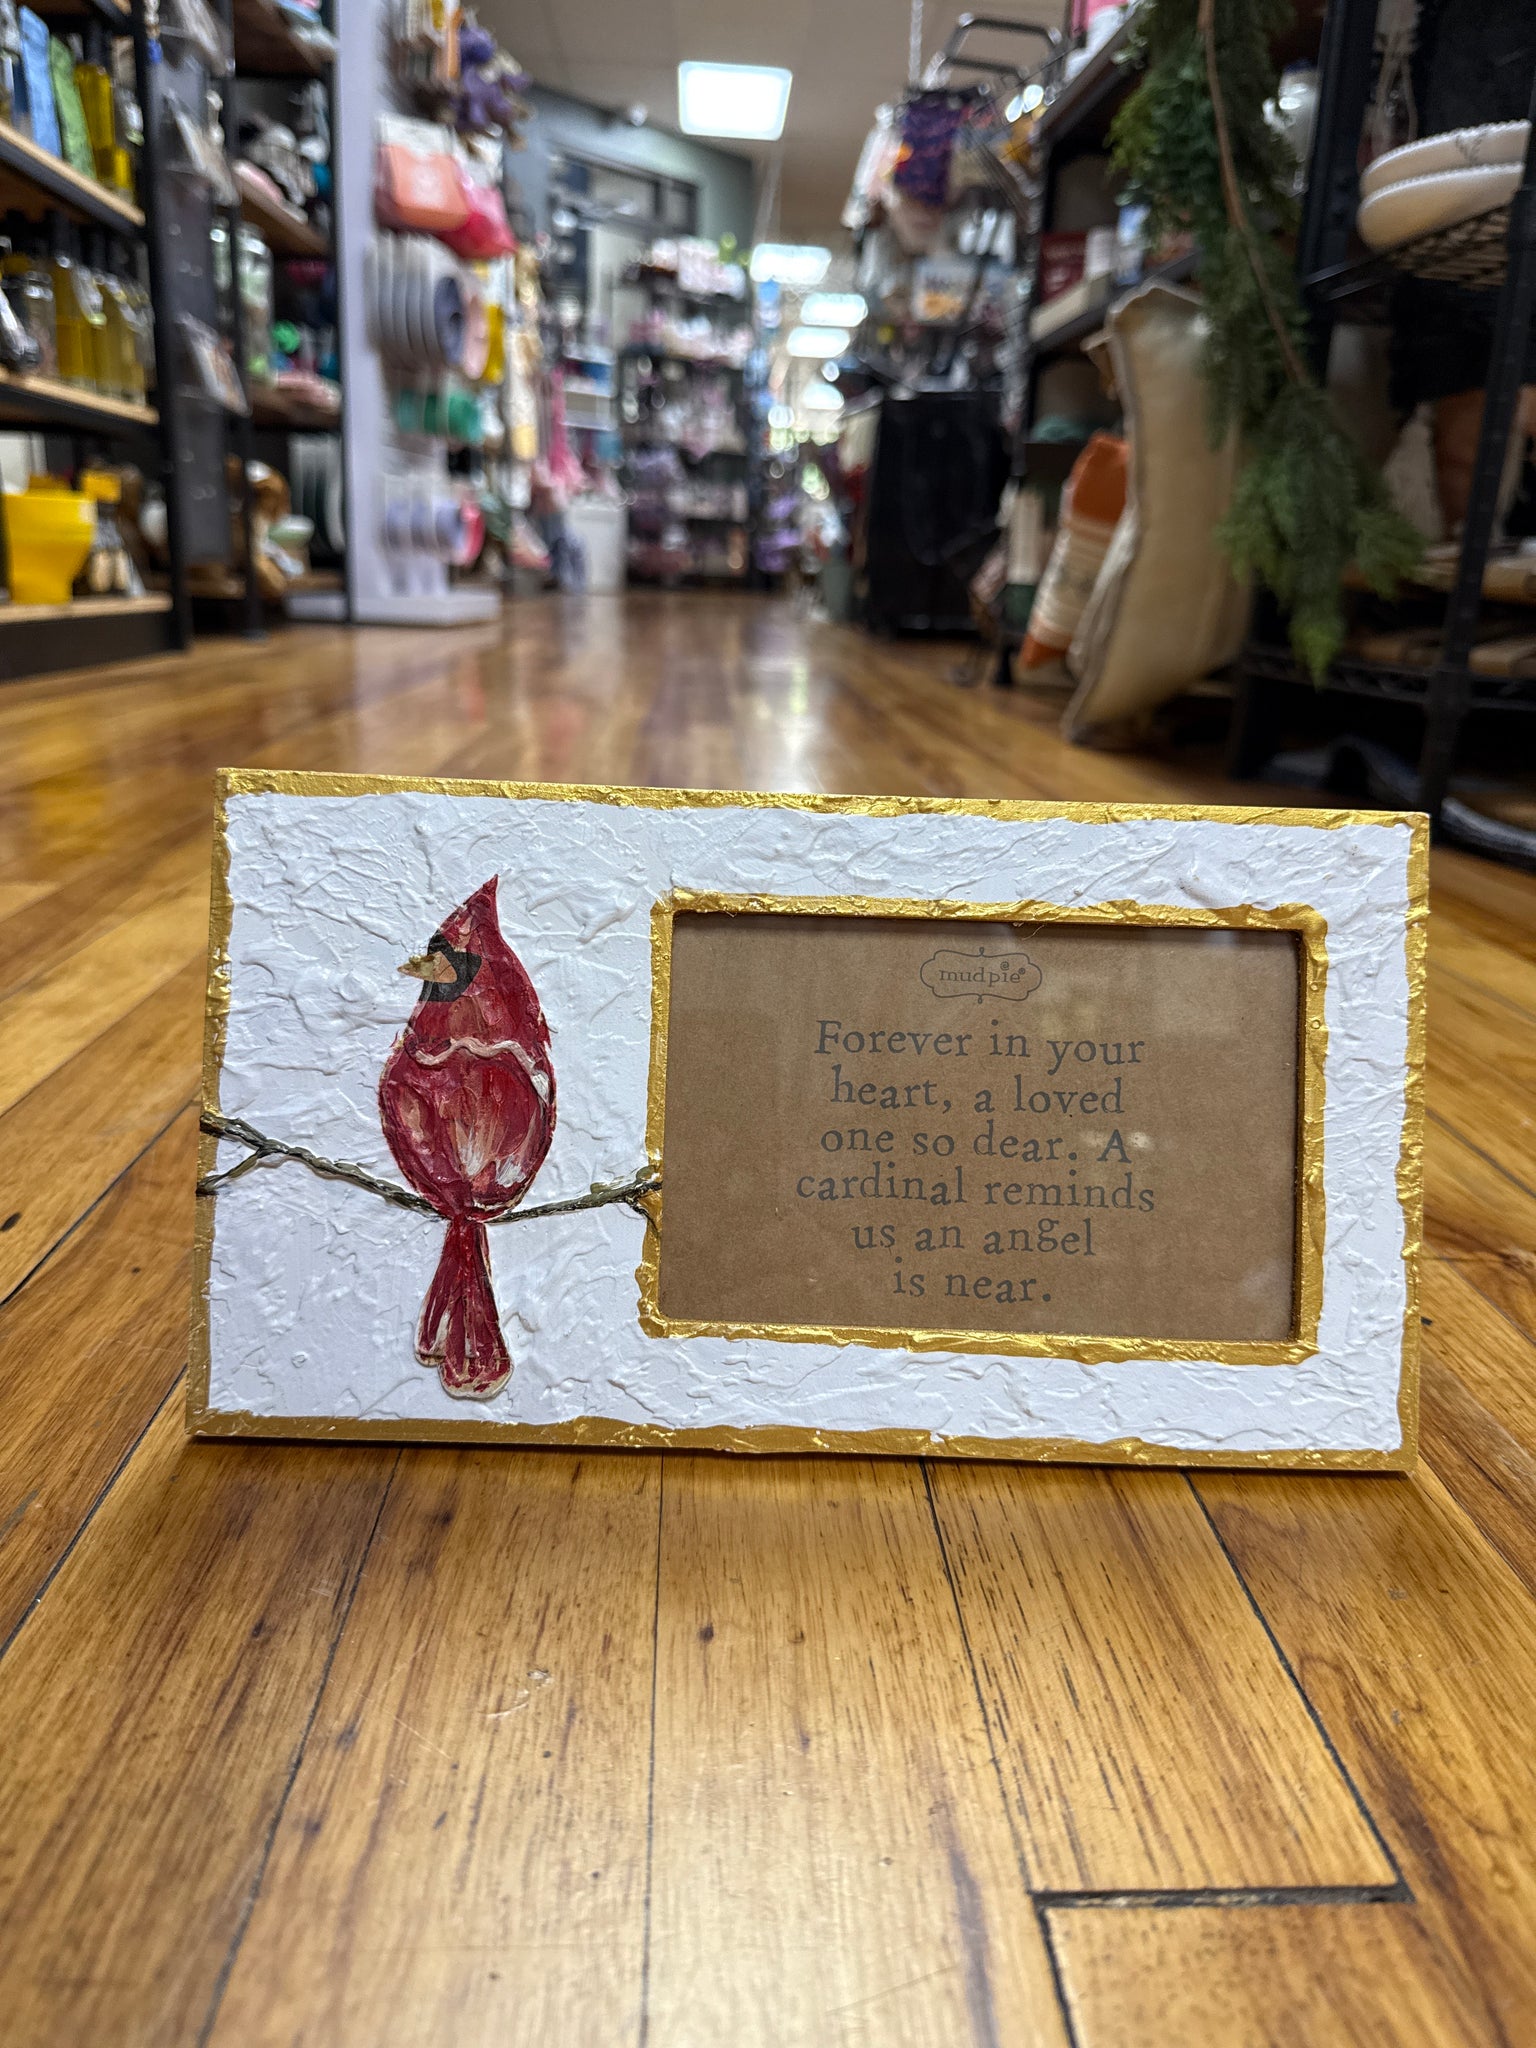 mudpie
Forever in your
heart, a loved
one so dear. A
cardinal reminds
us an angel
is near.